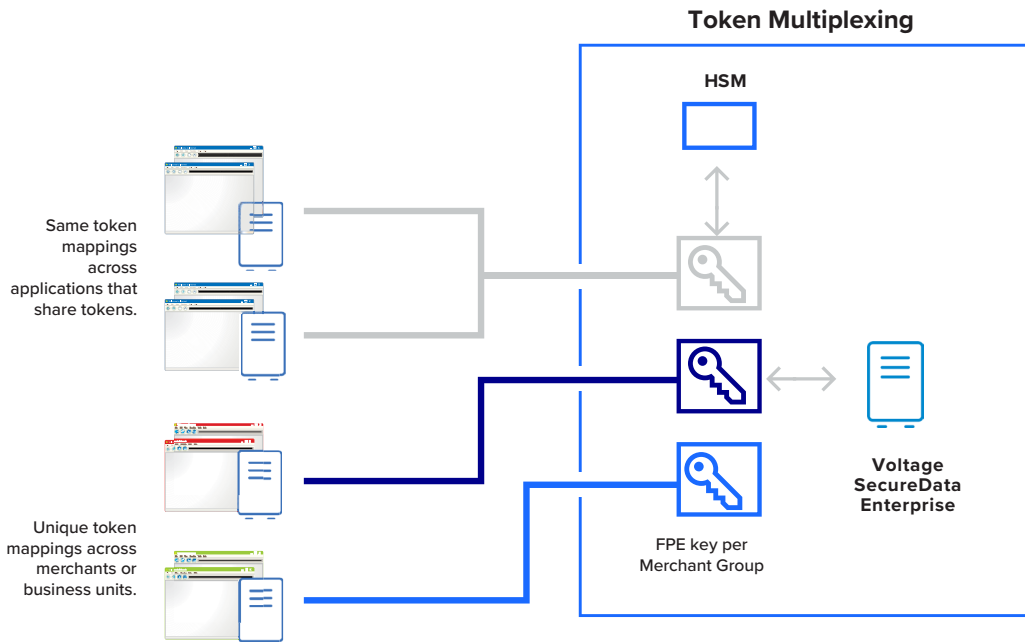 Token Multiplexing
HSM
Same token
mappings
across
applications that
share tokens.
Voltage
SecureData
Enterprise
Unique token
mappings across
merchants or
business units.
FPE key per
Merchant Group